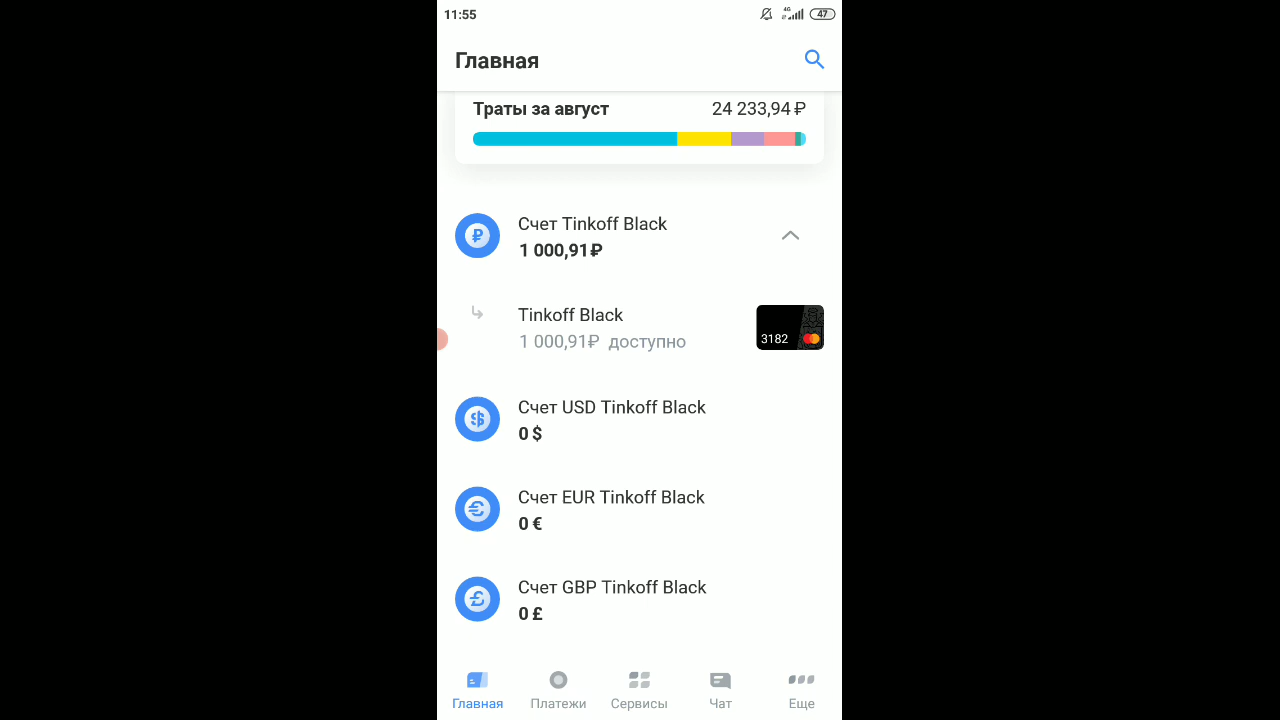 11:55
4G
47
Главная
Траты за август 24 233,94 ₽
Счет Tinkoff Black
1 000,91 ₽
Tinkoff Black
1 000,91 ₽ доступно
3182
Счет USD Tinkoff Black
0 $
Счет EUR Tinkoff Black
0 €
Счет GBP Tinkoff Black
0 £
Главная Платежи Сервисы Чат Еще